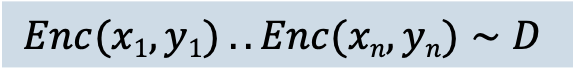 Enc(x₁, y₁) .. Enc(xₙ, yₙ) ~ D